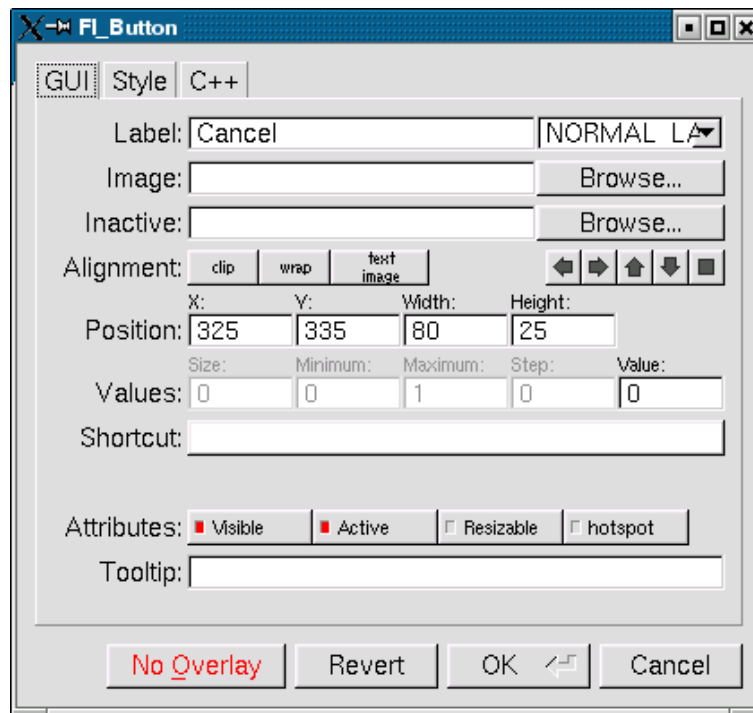 Fl_Button
GUI Style C++
Label: Cancel NORMAL LA
Image: Browse...
Inactive: Browse...
Alignment: clip wrap text image
X: Y: Width: Height:
Position: 325 335 80 25
Size: Minimum: Maximum: Step: Value:
Values: 0 0 1 0 0
Shortcut:
Attributes: Visible Active Resizable hotspot
Tooltip:
No Overlay Revert OK Cancel